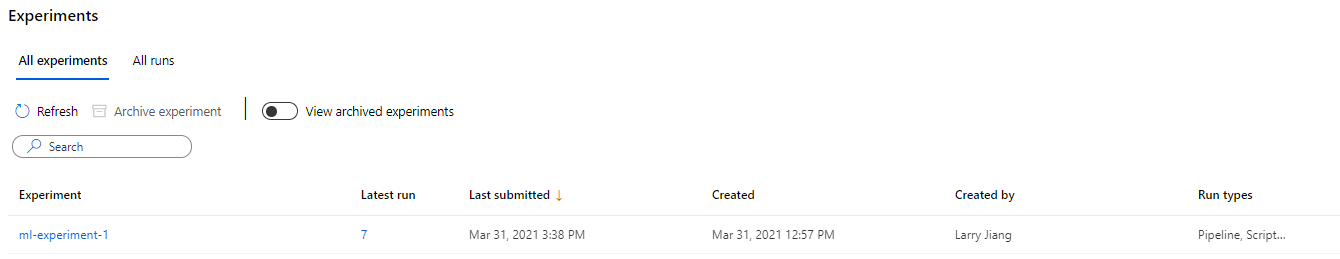 Experiments
All experiments All runs
Refresh Archive experiment View archived experiments
Search
Experiment Latest run Last submitted ↓ Created Created by Run types
ml-experiment-1 7 Mar 31, 2021 3:38 PM Mar 31, 2021 12:57 PM Larry Jiang Pipeline, Script...